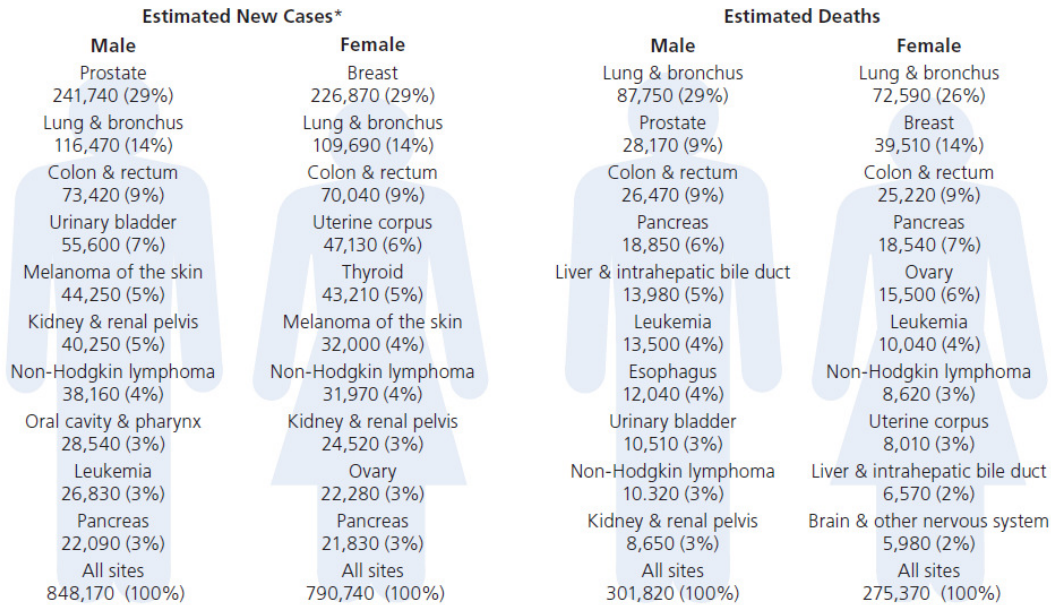 Estimated New Cases*
Male
Prostate
241,740 (29%)
Lung & bronchus
116,470 (14%)
Colon & rectum
73,420 (9%)
Urinary bladder
55,600 (7%)
Melanoma of the skin
44,250 (5%)
Kidney & renal pelvis
40,250 (5%)
Non-Hodgkin lymphoma
38,160 (4%)
Oral cavity & pharynx
28,540 (3%)
Leukemia
26,830 (3%)
Pancreas
22,090 (3%)
All sites
848,170 (100%)
Female
Breast
226,870 (29%)
Lung & bronchus
109,690 (14%)
Colon & rectum
70,040 (9%)
Uterine corpus
47,130 (6%)
Thyroid
43,210 (5%)
Melanoma of the skin
32,000 (4%)
Non-Hodgkin lymphoma
31,970 (4%)
Kidney & renal pelvis
24,520 (3%)
Ovary
22,280 (3%)
Pancreas
21,830 (3%)
All sites
790,740 (100%)
Estimated Deaths
Male
Lung & bronchus
87,750 (29%)
Prostate
28,170 (9%)
Colon & rectum
26,470 (9%)
Pancreas
18,850 (6%)
Liver & intrahepatic bile duct
13,980 (5%)
Leukemia
13,500 (4%)
Esophagus
12,040 (4%)
Urinary bladder
10,510 (3%)
Non-Hodgkin lymphoma
10.320 (3%)
Kidney & renal pelvis
8,650 (3%)
All sites
301,820 (100%)
Female
Lung & bronchus
72,590 (26%)
Breast
39,510 (14%)
Colon & rectum
25,220 (9%)
Pancreas
18,540 (7%)
Ovary
15,500 (6%)
Leukemia
10,040 (4%)
Non-Hodgkin lymphoma
8,620 (3%)
Uterine corpus
8,010 (3%)
Liver & intrahepatic bile duct
6,570 (2%)
Brain & other nervous system
5,980 (2%)
All sites
275,370 (100%)